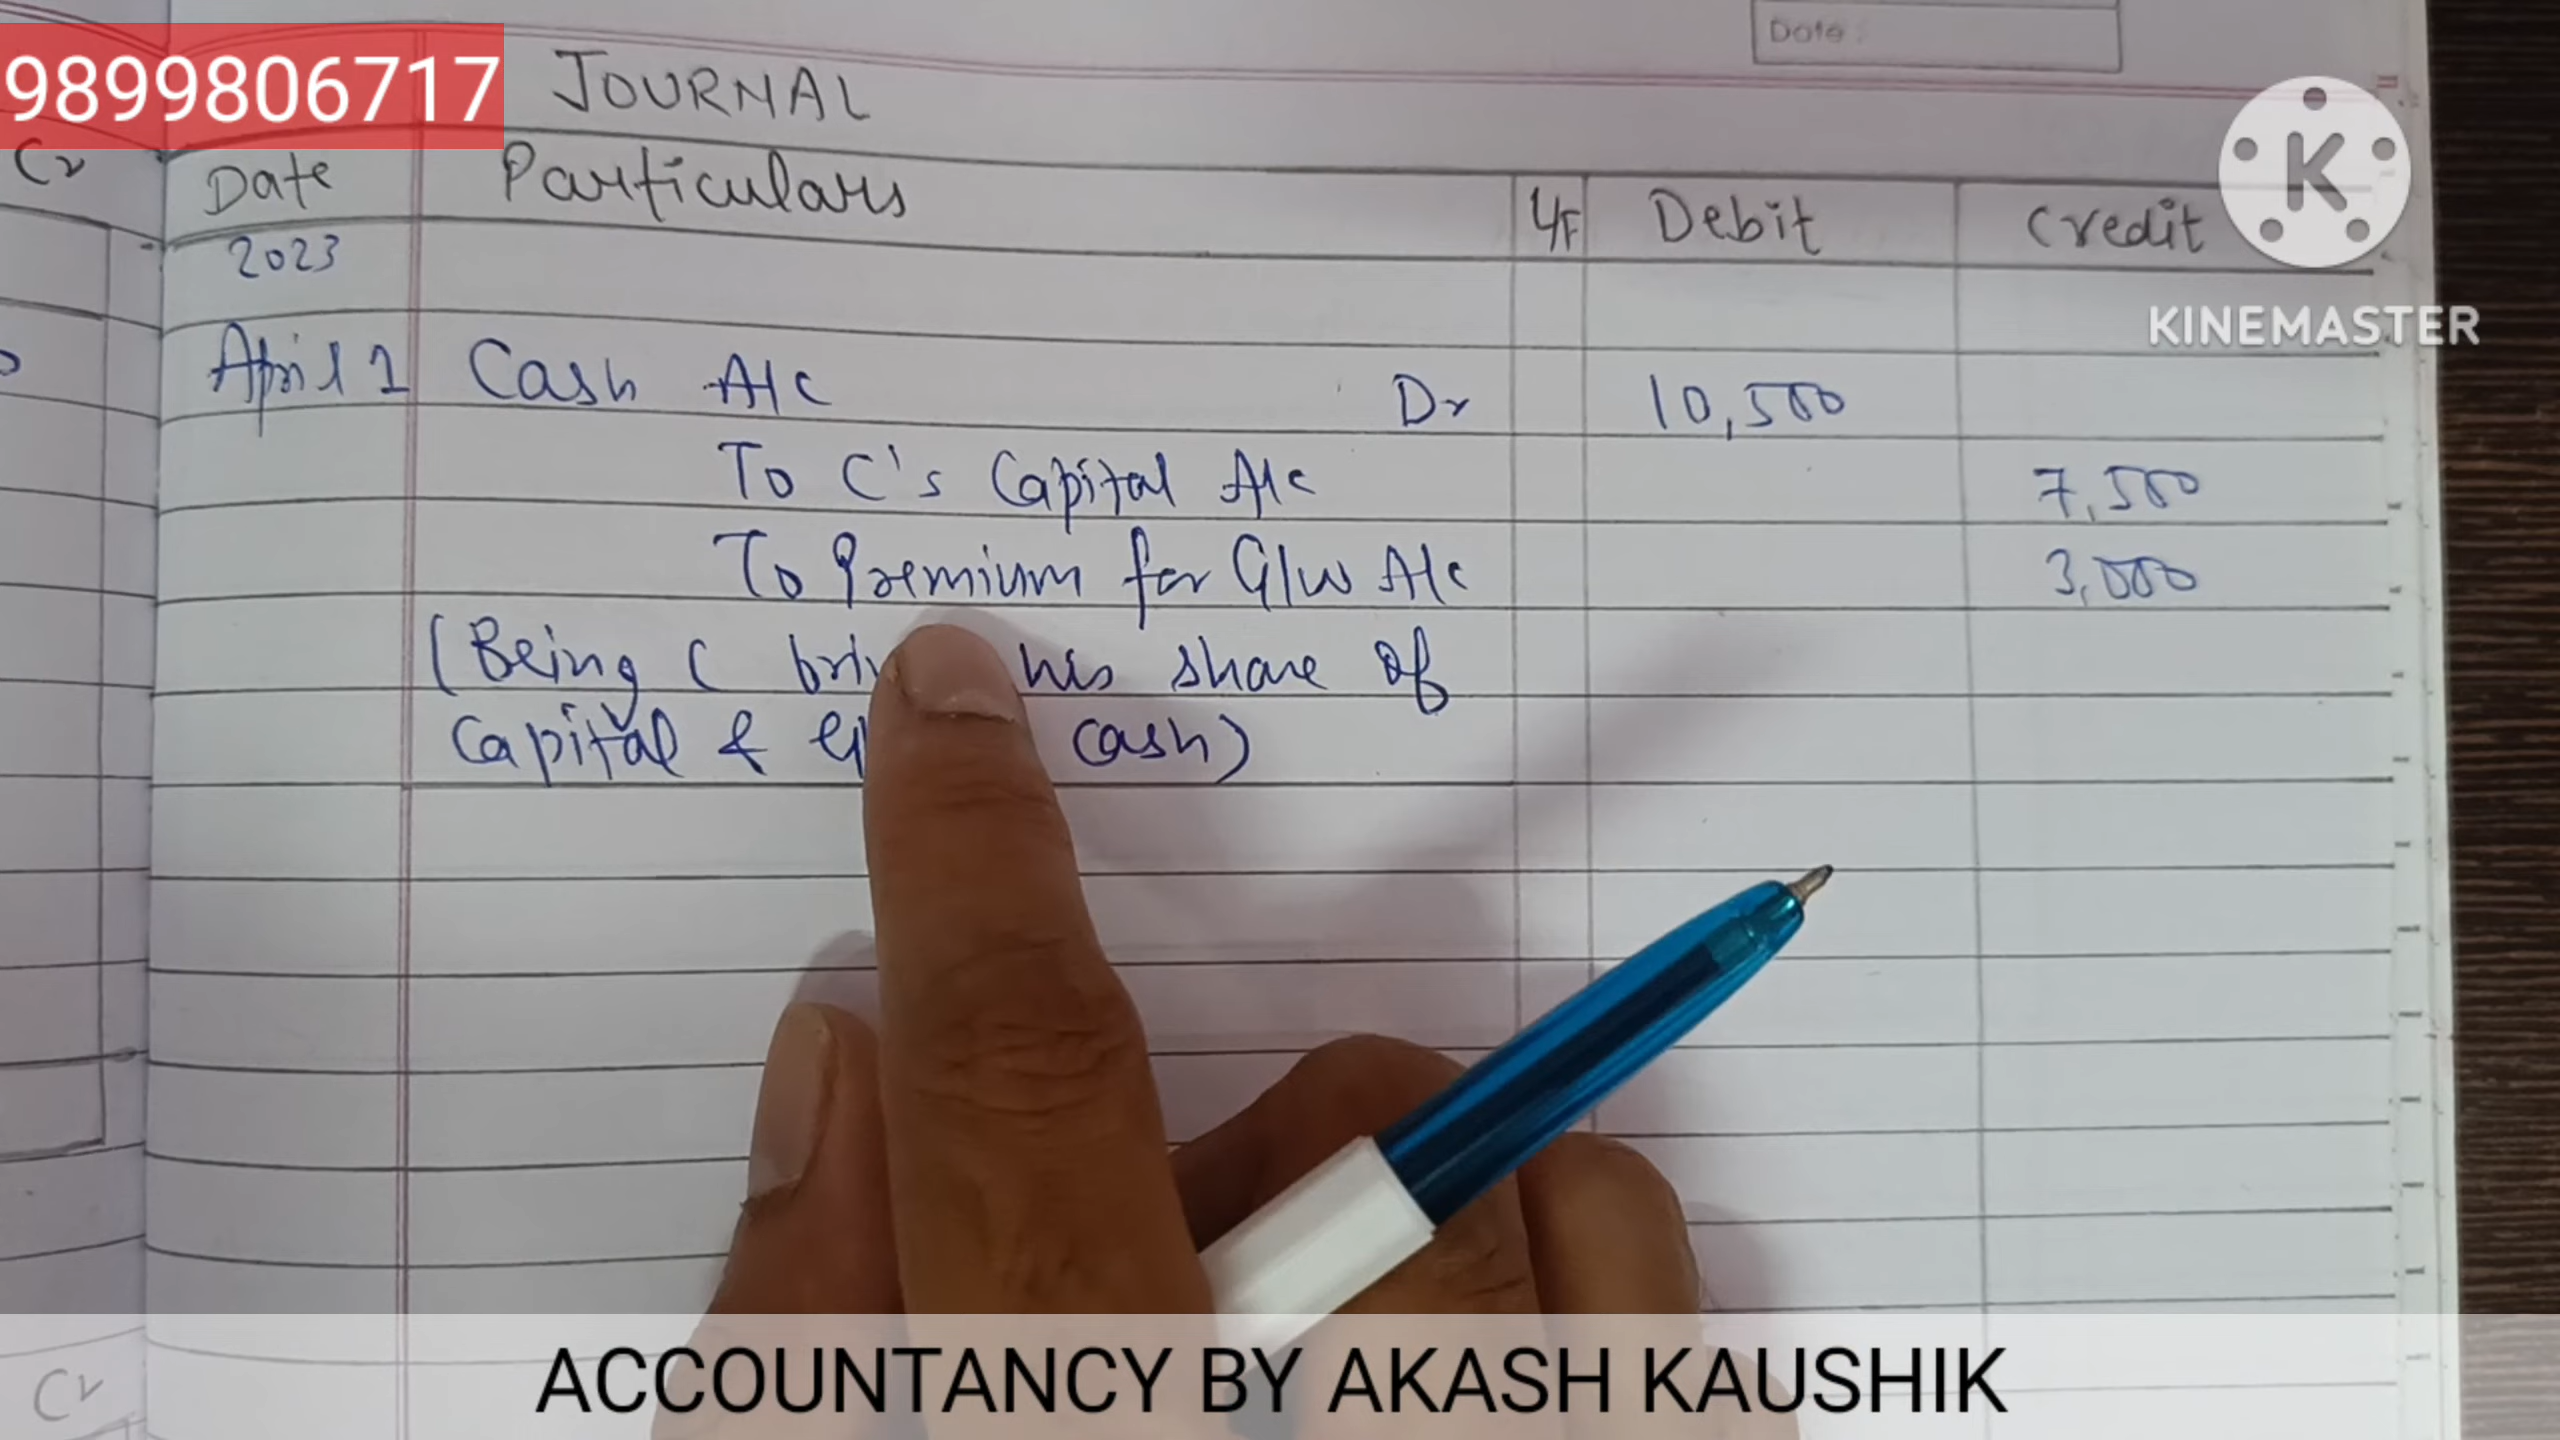 9899806717
JOURNAL
Date
Cr
Date Particulars L/F Debit Credit
2023
April 1 Cash A/c Dr 10,500
To C's Capital A/c 7,500
To Premium for G/w A/c 3,000
(Being C his share of
Capital & Cash)
K
KINEMASTER
Cr
ACCOUNTANCY BY AKASH KAUSHIK